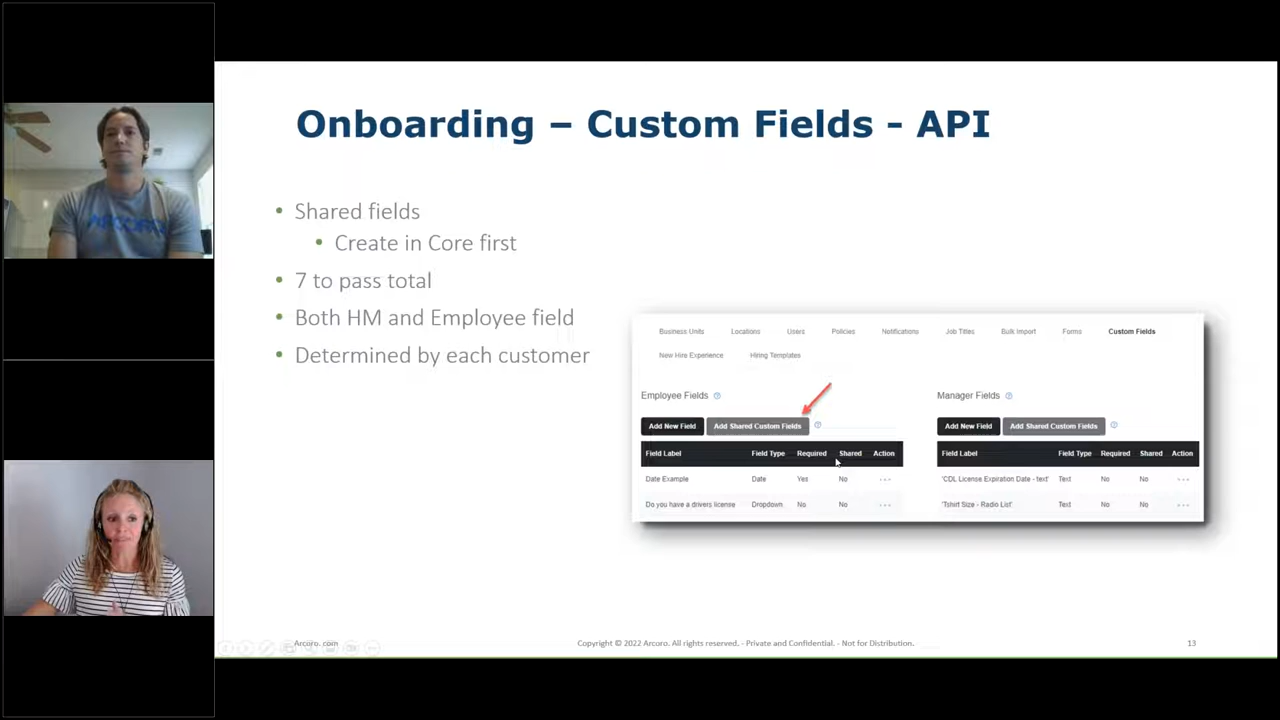 Onboarding – Custom Fields - API
• Shared fields
• Create in Core first
• 7 to pass total
• Both HM and Employee field
• Determined by each customer
Business Units Locations Users Policies Notifications Job Titles Bulk Import Forms Custom Fields
New Hire Experience Hiring Templates
Employee Fields ?
Manager Fields ?
Add New Field Add Shared Custom Fields ?
Add New Field Add Shared Custom Fields ?
Field Label Field Type Required Shared Action
Field Label Field Type Required Shared Action
Date Example Date Yes No ...
'CDL License Expiration Date - text' Text No No ...
Do you have a drivers license Dropdown No No ...
'Tshirt Size - Radio List' Text No No ...
Arcoro.com
Copyright © 2022 Arcoro. All rights reserved. - Private and Confidential. - Not for Distribution.
13
ARCORO